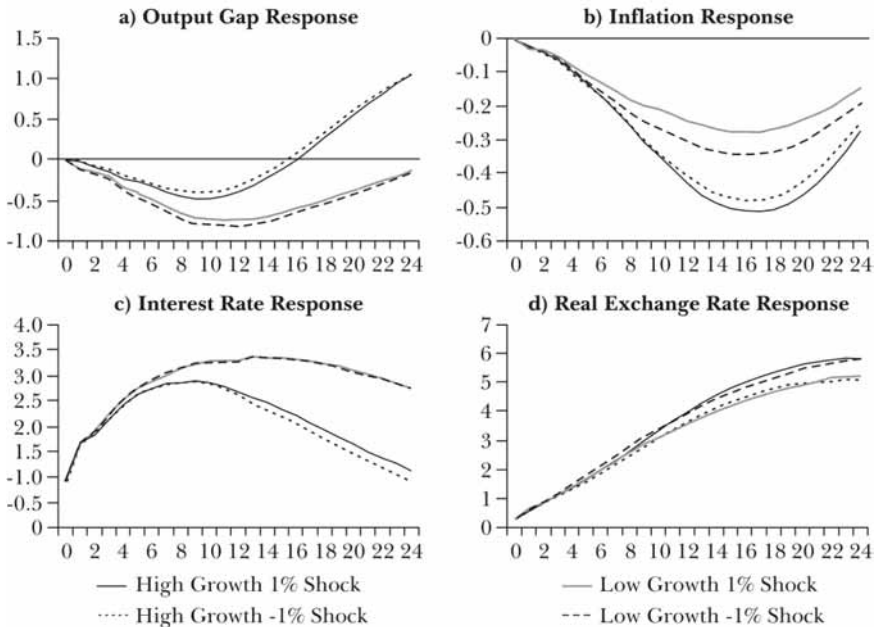 a) Output Gap Response
1.5
1.0
0.5
0
-0.5
-1.0
0 2 4 6 8 10 12 14 16 18 20 22 24
b) Inflation Response
0
-0.1
-0.2
-0.3
-0.4
-0.5
-0.6
0 2 4 6 8 10 12 14 16 18 20 22 24
c) Interest Rate Response
4.0
3.5
3.0
2.5
2.0
1.0
-1.0
-0.5
0
0 2 4 6 8 10 12 14 16 18 20 22 24
d) Real Exchange Rate Response
7
6
5
4
3
2
1
0
0 2 4 6 8 10 12 14 16 18 20 22 24
High Growth 1% Shock
High Growth -1% Shock
Low Growth 1% Shock
Low Growth -1% Shock